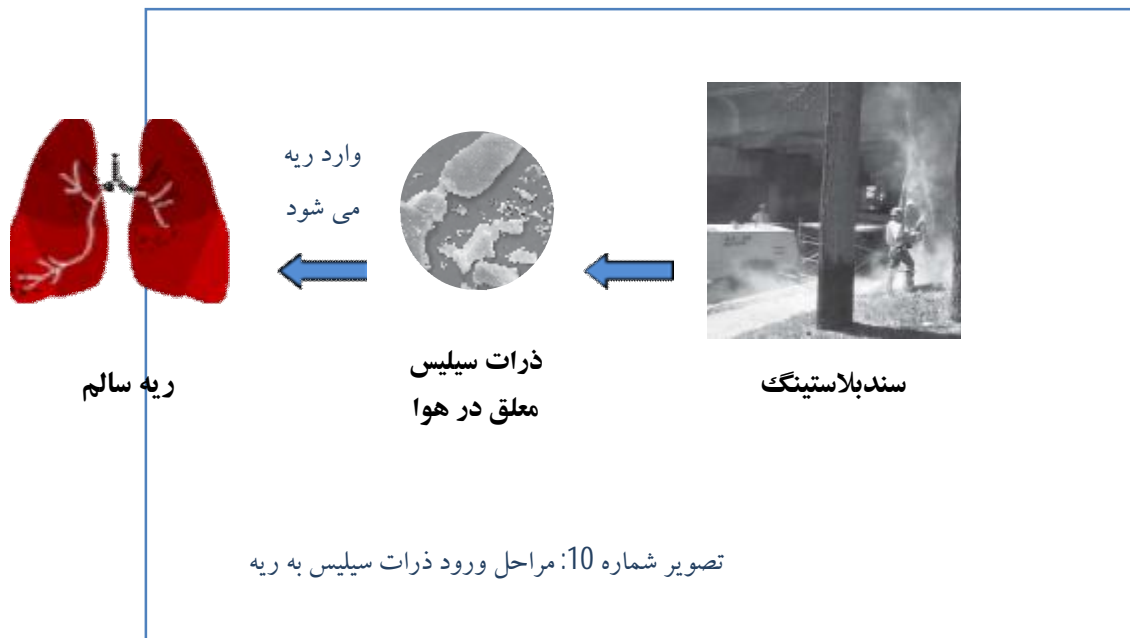 سندبلاستینگ
ذرات سیلیس
معلق در هوا
وارد ریه
می شود
ریه سالم
تصویر شماره 10: مراحل ورود ذرات سیلیس به ریه